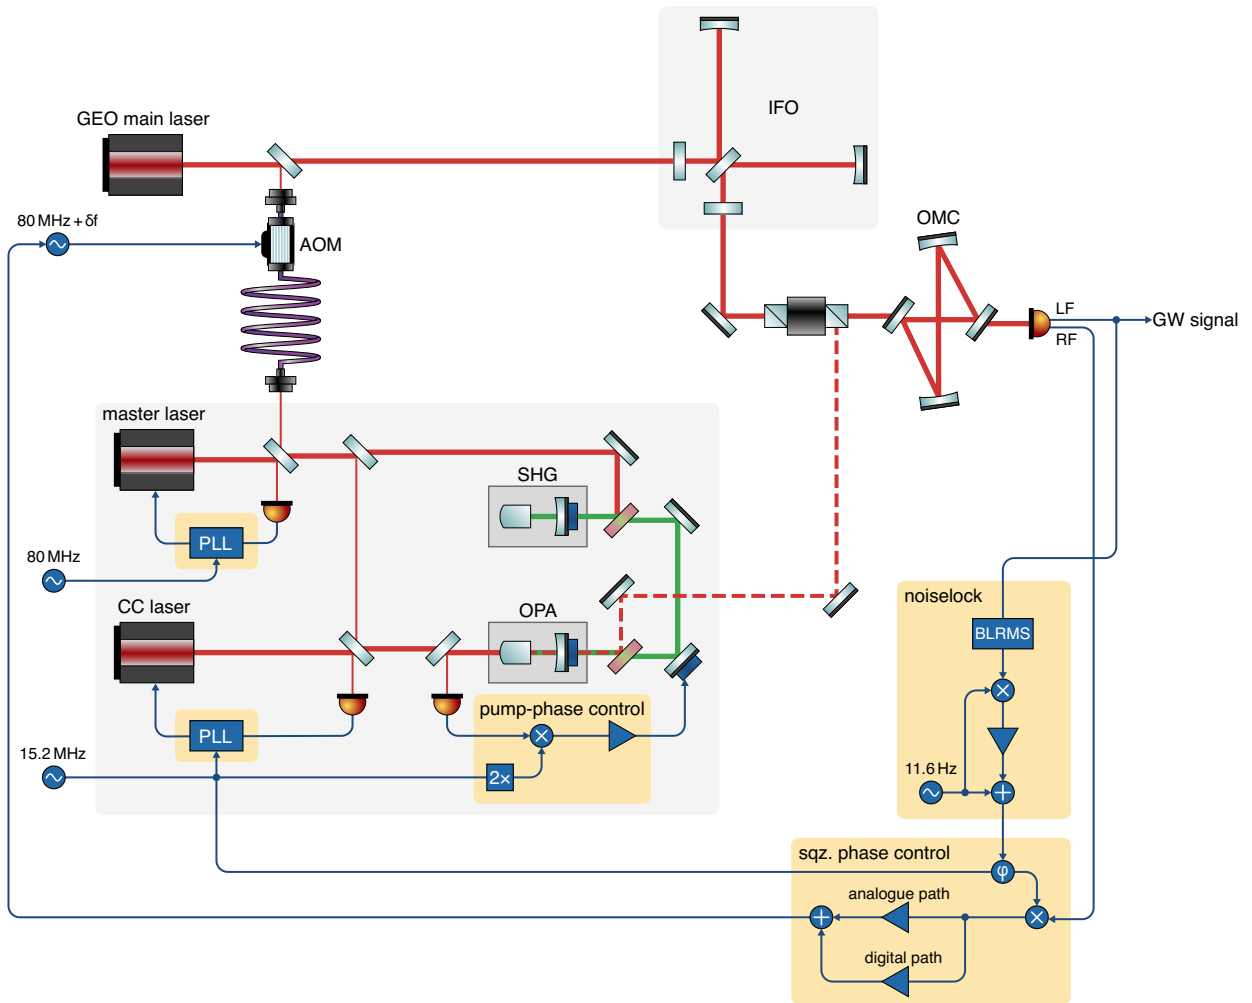 IFO
GEO main laser
80 MHz + δf
AOM
OMC
LF
GW signal
RF
master laser
SHG
PLL
80 MHz
noiselock
CC laser
OPA
BLRMS
pump-phase control
PLL
15.2 MHz
2×
11.6 Hz
sqz. phase control
φ
analogue path
digital path